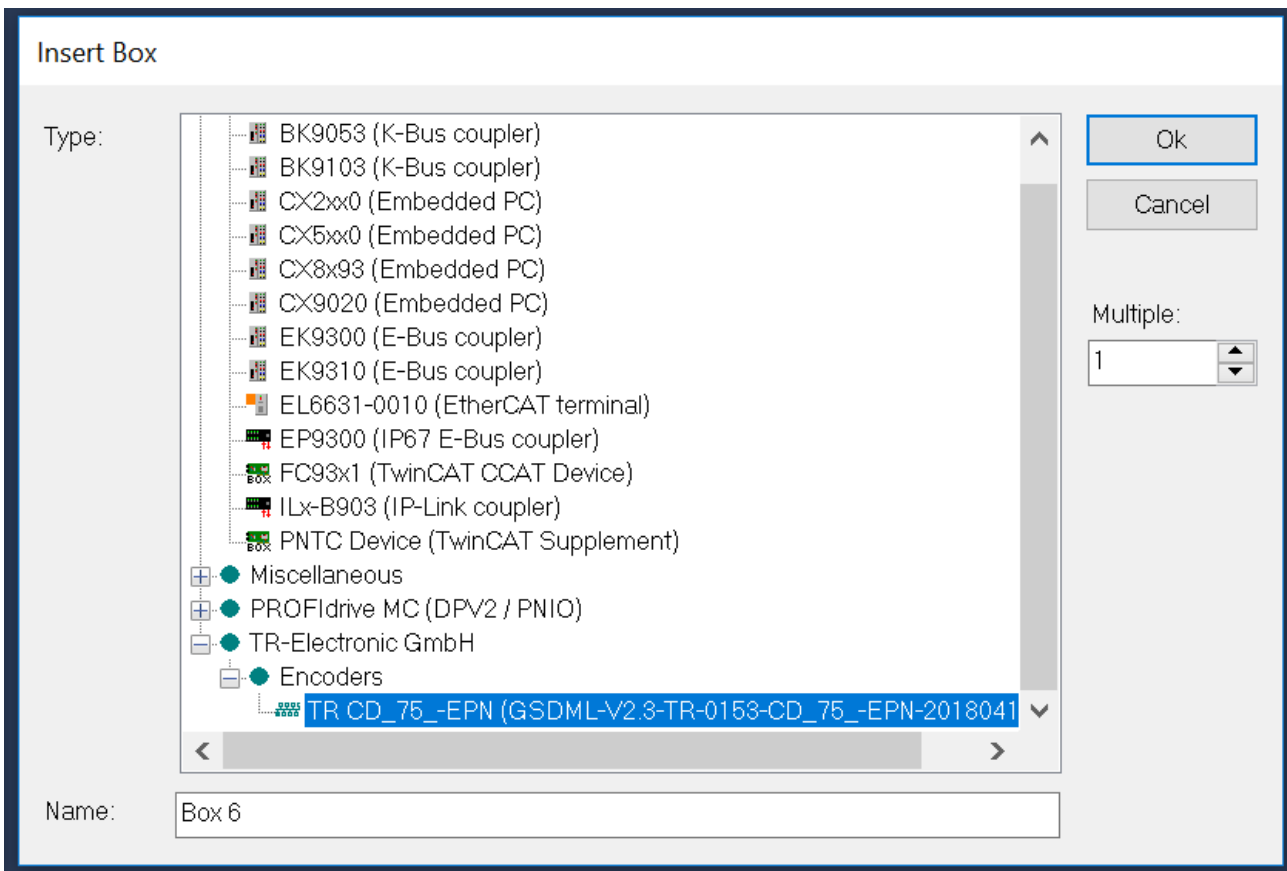 Insert Box
Type:
BK9053 (K-Bus coupler)
BK9103 (K-Bus coupler)
CX2xx0 (Embedded PC)
CX5xx0 (Embedded PC)
CX8x93 (Embedded PC)
CX9020 (Embedded PC)
EK9300 (E-Bus coupler)
EK9310 (E-Bus coupler)
EL6631-0010 (EtherCAT terminal)
EP9300 (IP67 E-Bus coupler)
FC93x1 (TwinCAT CCAT Device)
ILx-B903 (IP-Link coupler)
PNTC Device (TwinCAT Supplement)
Miscellaneous
PROFIdrive MC (DPV2 / PNIO)
TR-Electronic GmbH
Encoders
TR CD_75_-EPN (GSDML-V2.3-TR-0153-CD_75_-EPN-2018041
Ok
Cancel
Multiple:
1
Name:
Box 6